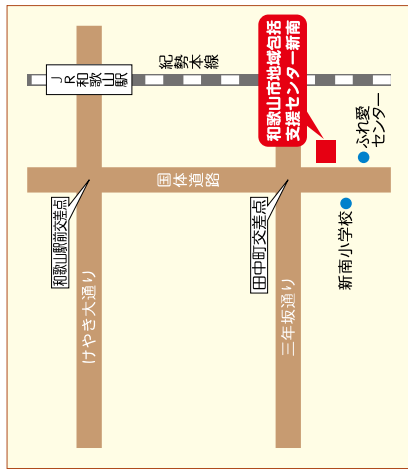 紀勢本線
JR和歌山駅
和歌山市地域包括
支援センター新南
ふれ愛
センター
国体道路
和歌山駅前交差点
田中町交差点
新南小学校
けやき大通り
三年坂通り